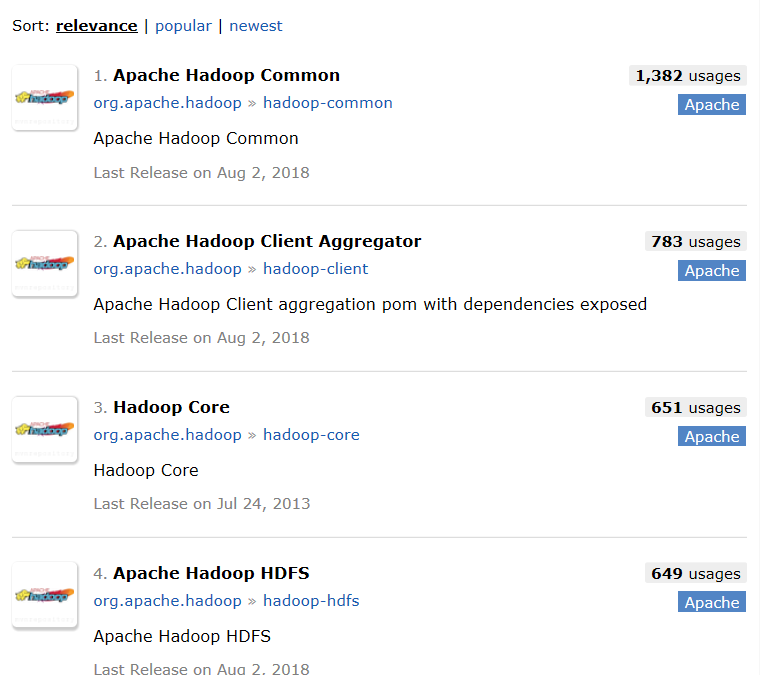 Sort: relevance | popular | newest
1. Apache Hadoop Common
1,382 usages
org.apache.hadoop » hadoop-common
Apache
Apache Hadoop Common
Last Release on Aug 2, 2018
2. Apache Hadoop Client Aggregator
783 usages
org.apache.hadoop » hadoop-client
Apache
Apache Hadoop Client aggregation pom with dependencies exposed
Last Release on Aug 2, 2018
3. Hadoop Core
651 usages
org.apache.hadoop » hadoop-core
Apache
Hadoop Core
Last Release on Jul 24, 2013
4. Apache Hadoop HDFS
649 usages
org.apache.hadoop » hadoop-hdfs
Apache
Apache Hadoop HDFS
Last Release on Aug 2, 2018